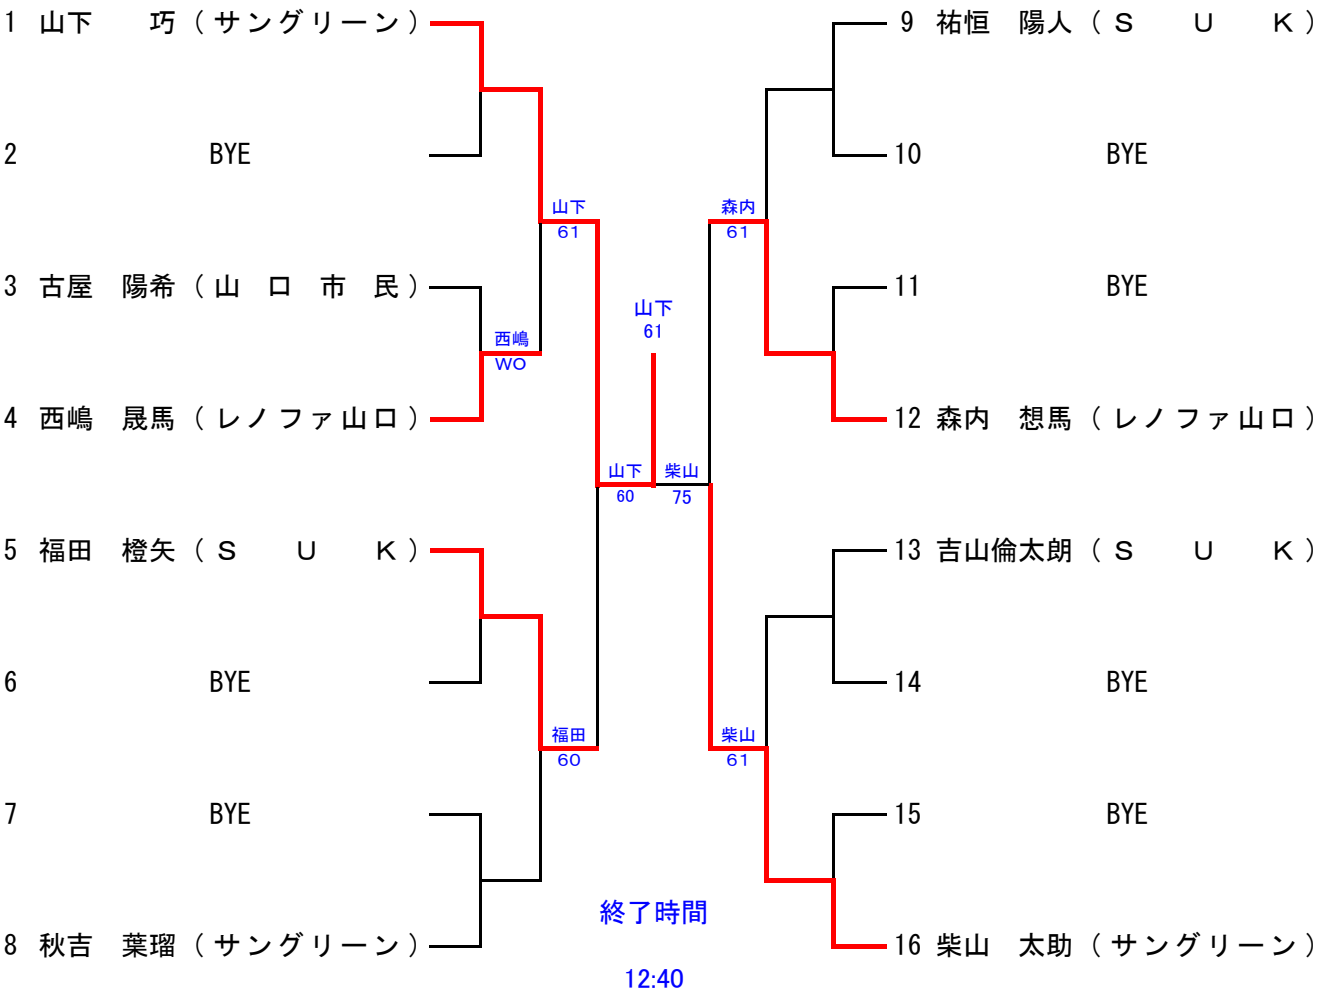 1 山下　　巧（サングリーン）
2 BYE
3 古屋　陽希（山　口　市　民）
4 西嶋　晟馬（レノファ山口）
5 福田　橙矢（Ｓ　Ｕ　Ｋ）
6 BYE
7 BYE
8 秋吉　葉瑠（サングリーン）
山下
61
西嶋
WO
福田
60
山下
60
山下
61
柴山
75
森内
61
柴山
61
9 祐恒　陽人（Ｓ　Ｕ　Ｋ）
10 BYE
11 BYE
12 森内　想馬（レノファ山口）
13 吉山倫太朗（Ｓ　Ｕ　Ｋ）
14 BYE
15 BYE
16 柴山　太助（サングリーン）
終了時間
12:40